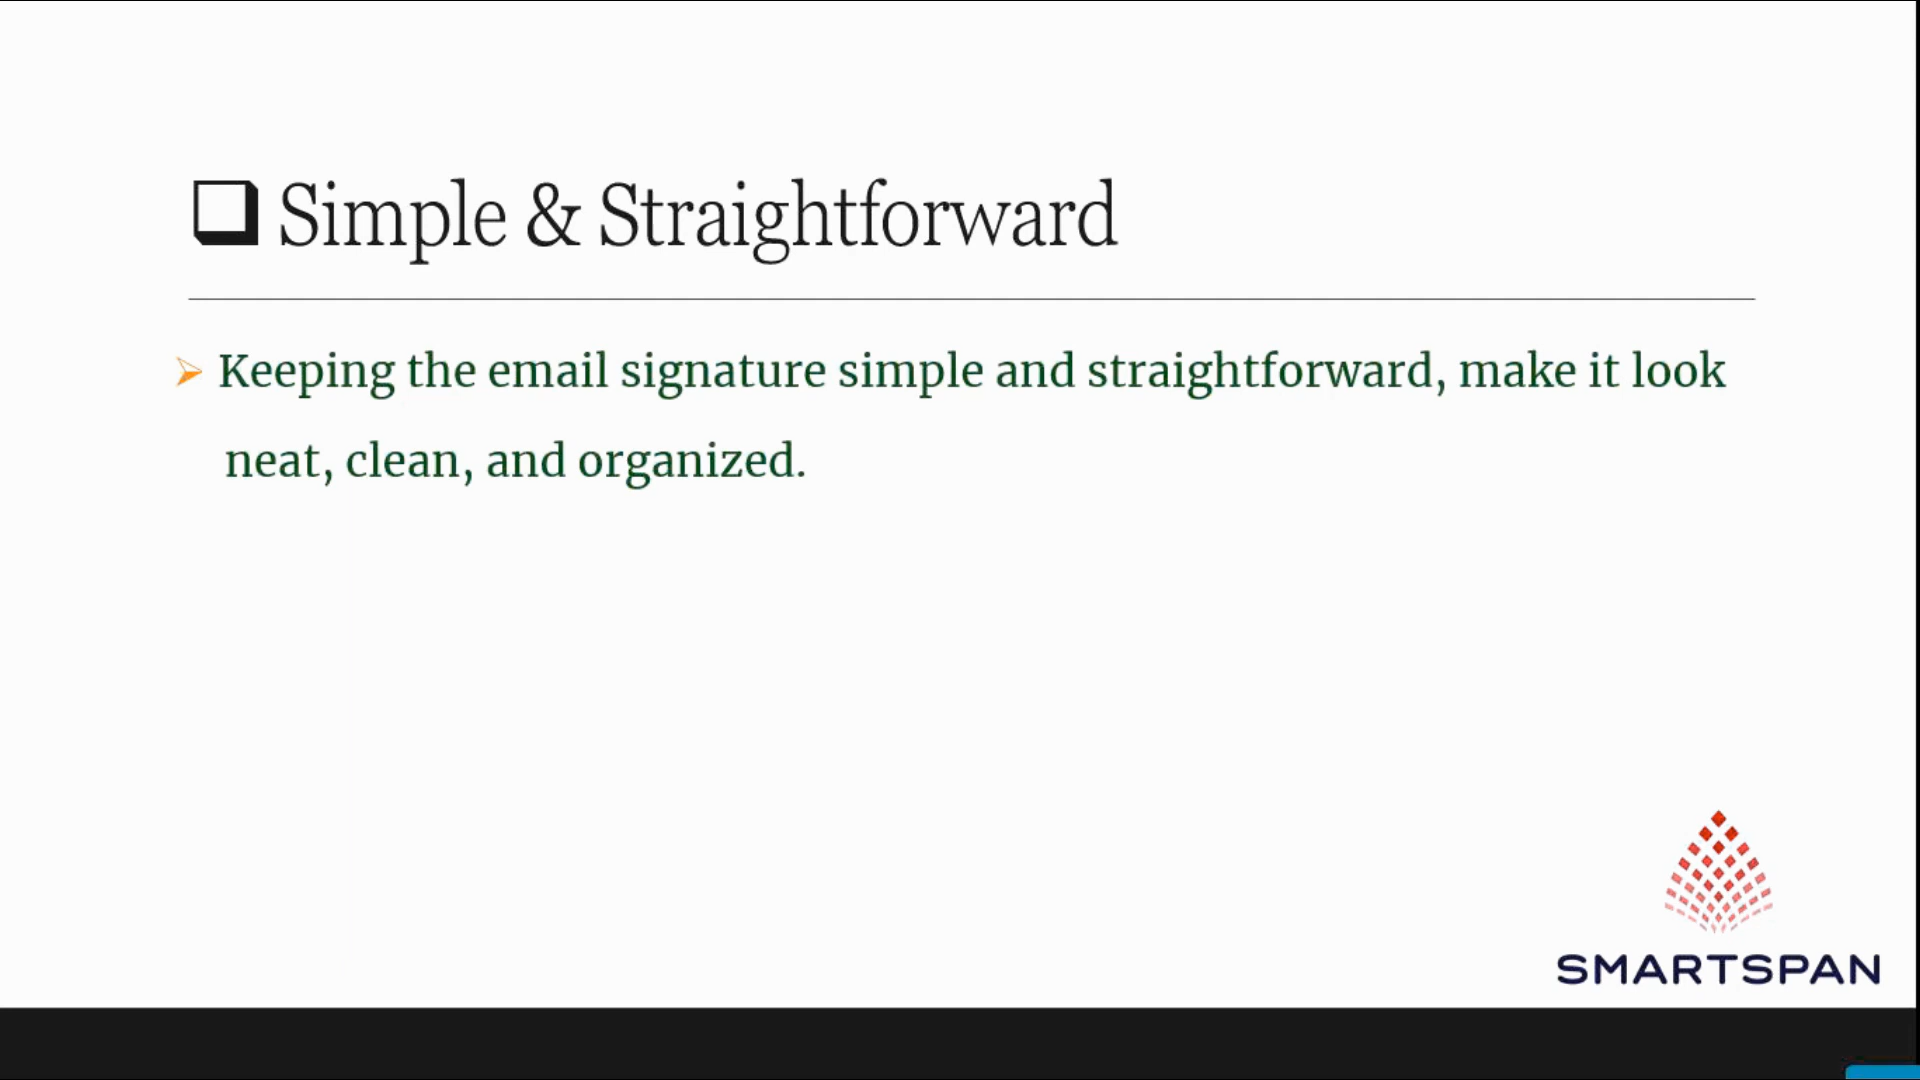 Simple & Straightforward
Keeping the email signature simple and straightforward, make it look
neat, clean, and organized.
SMARTSPAN